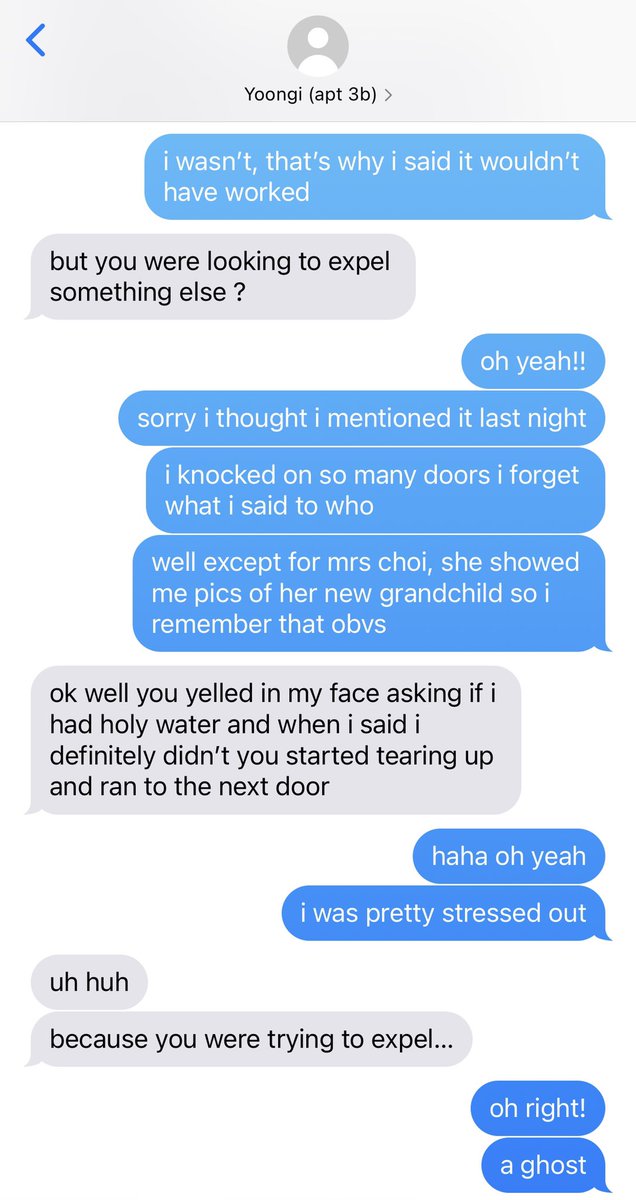 Yoongi (apt 3b)
i wasn’t, that’s why i said it wouldn’t
have worked
but you were looking to expel
something else ?
oh yeah!!
sorry i thought i mentioned it last night
i knocked on so many doors i forget
what i said to who
well except for mrs choi, she showed
me pics of her new grandchild so i
remember that obvs
ok well you yelled in my face asking if i
had holy water and when i said i
definitely didn’t you started tearing up
and ran to the next door
haha oh yeah
i was pretty stressed out
uh huh
because you were trying to expel...
oh right!
a ghost